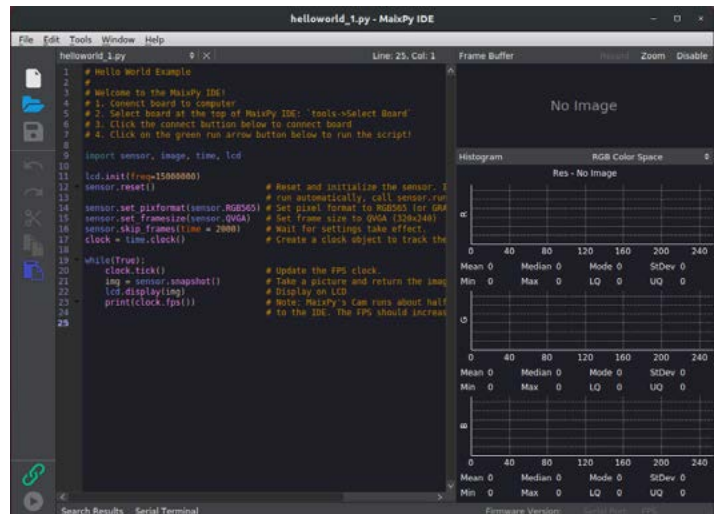 helloworld_1.py - MaixPy IDE
File Edit Tools Window Help
helloworld_1.py
Line: 25, Col: 1
Frame Buffer Record Zoom Disable
1 # Hello World Example
2 #
3 # Welcome to the MaixPy IDE!
4 # 1. Conenct board to computer
5 # 2. Select board at the top of MaixPy IDE: `tools->Select Board`
6 # 3. Click the connect buttion below to connect board
7 # 4. Click on the green run arrow button below to run the script!
8
9 import sensor, image, time, lcd
10
11 lcd.init(freq=15000000)
12 sensor.reset() # Reset and initialize the sensor. I
13 # run automatically, call sensor.run
14 sensor.set_pixformat(sensor.RGB565) # Set pixel format to RGB565 (or GRA
15 sensor.set_framesize(sensor.QVGA) # Set frame size to QVGA (320x240)
16 sensor.skip_frames(time = 2000) # Wait for settings take effect.
17 clock = time.clock() # Create a clock object to track the
18
19 while(True):
20 clock.tick() # Update the FPS clock.
21 img = sensor.snapshot() # Take a picture and return the imag
22 lcd.display(img) # Display on LCD
23 print(clock.fps()) # Note: MaixPy's Cam runs about half
24 # to the IDE. The FPS should increas
25
No Image
Histogram RGB Color Space
Res - No Image
R
0 40 80 120 160 200 240
Mean 0 Median 0 Mode 0 StDev 0
Min 0 Max 0 LQ 0 UQ 0
G
0 40 80 120 160 200 240
Mean 0 Median 0 Mode 0 StDev 0
Min 0 Max 0 LQ 0 UQ 0
B
0 40 80 120 160 200 240
Mean 0 Median 0 Mode 0 StDev 0
Min 0 Max 0 LQ 0 UQ 0
Search Results Serial Terminal
Firmware Version: Serial Port: FPS: